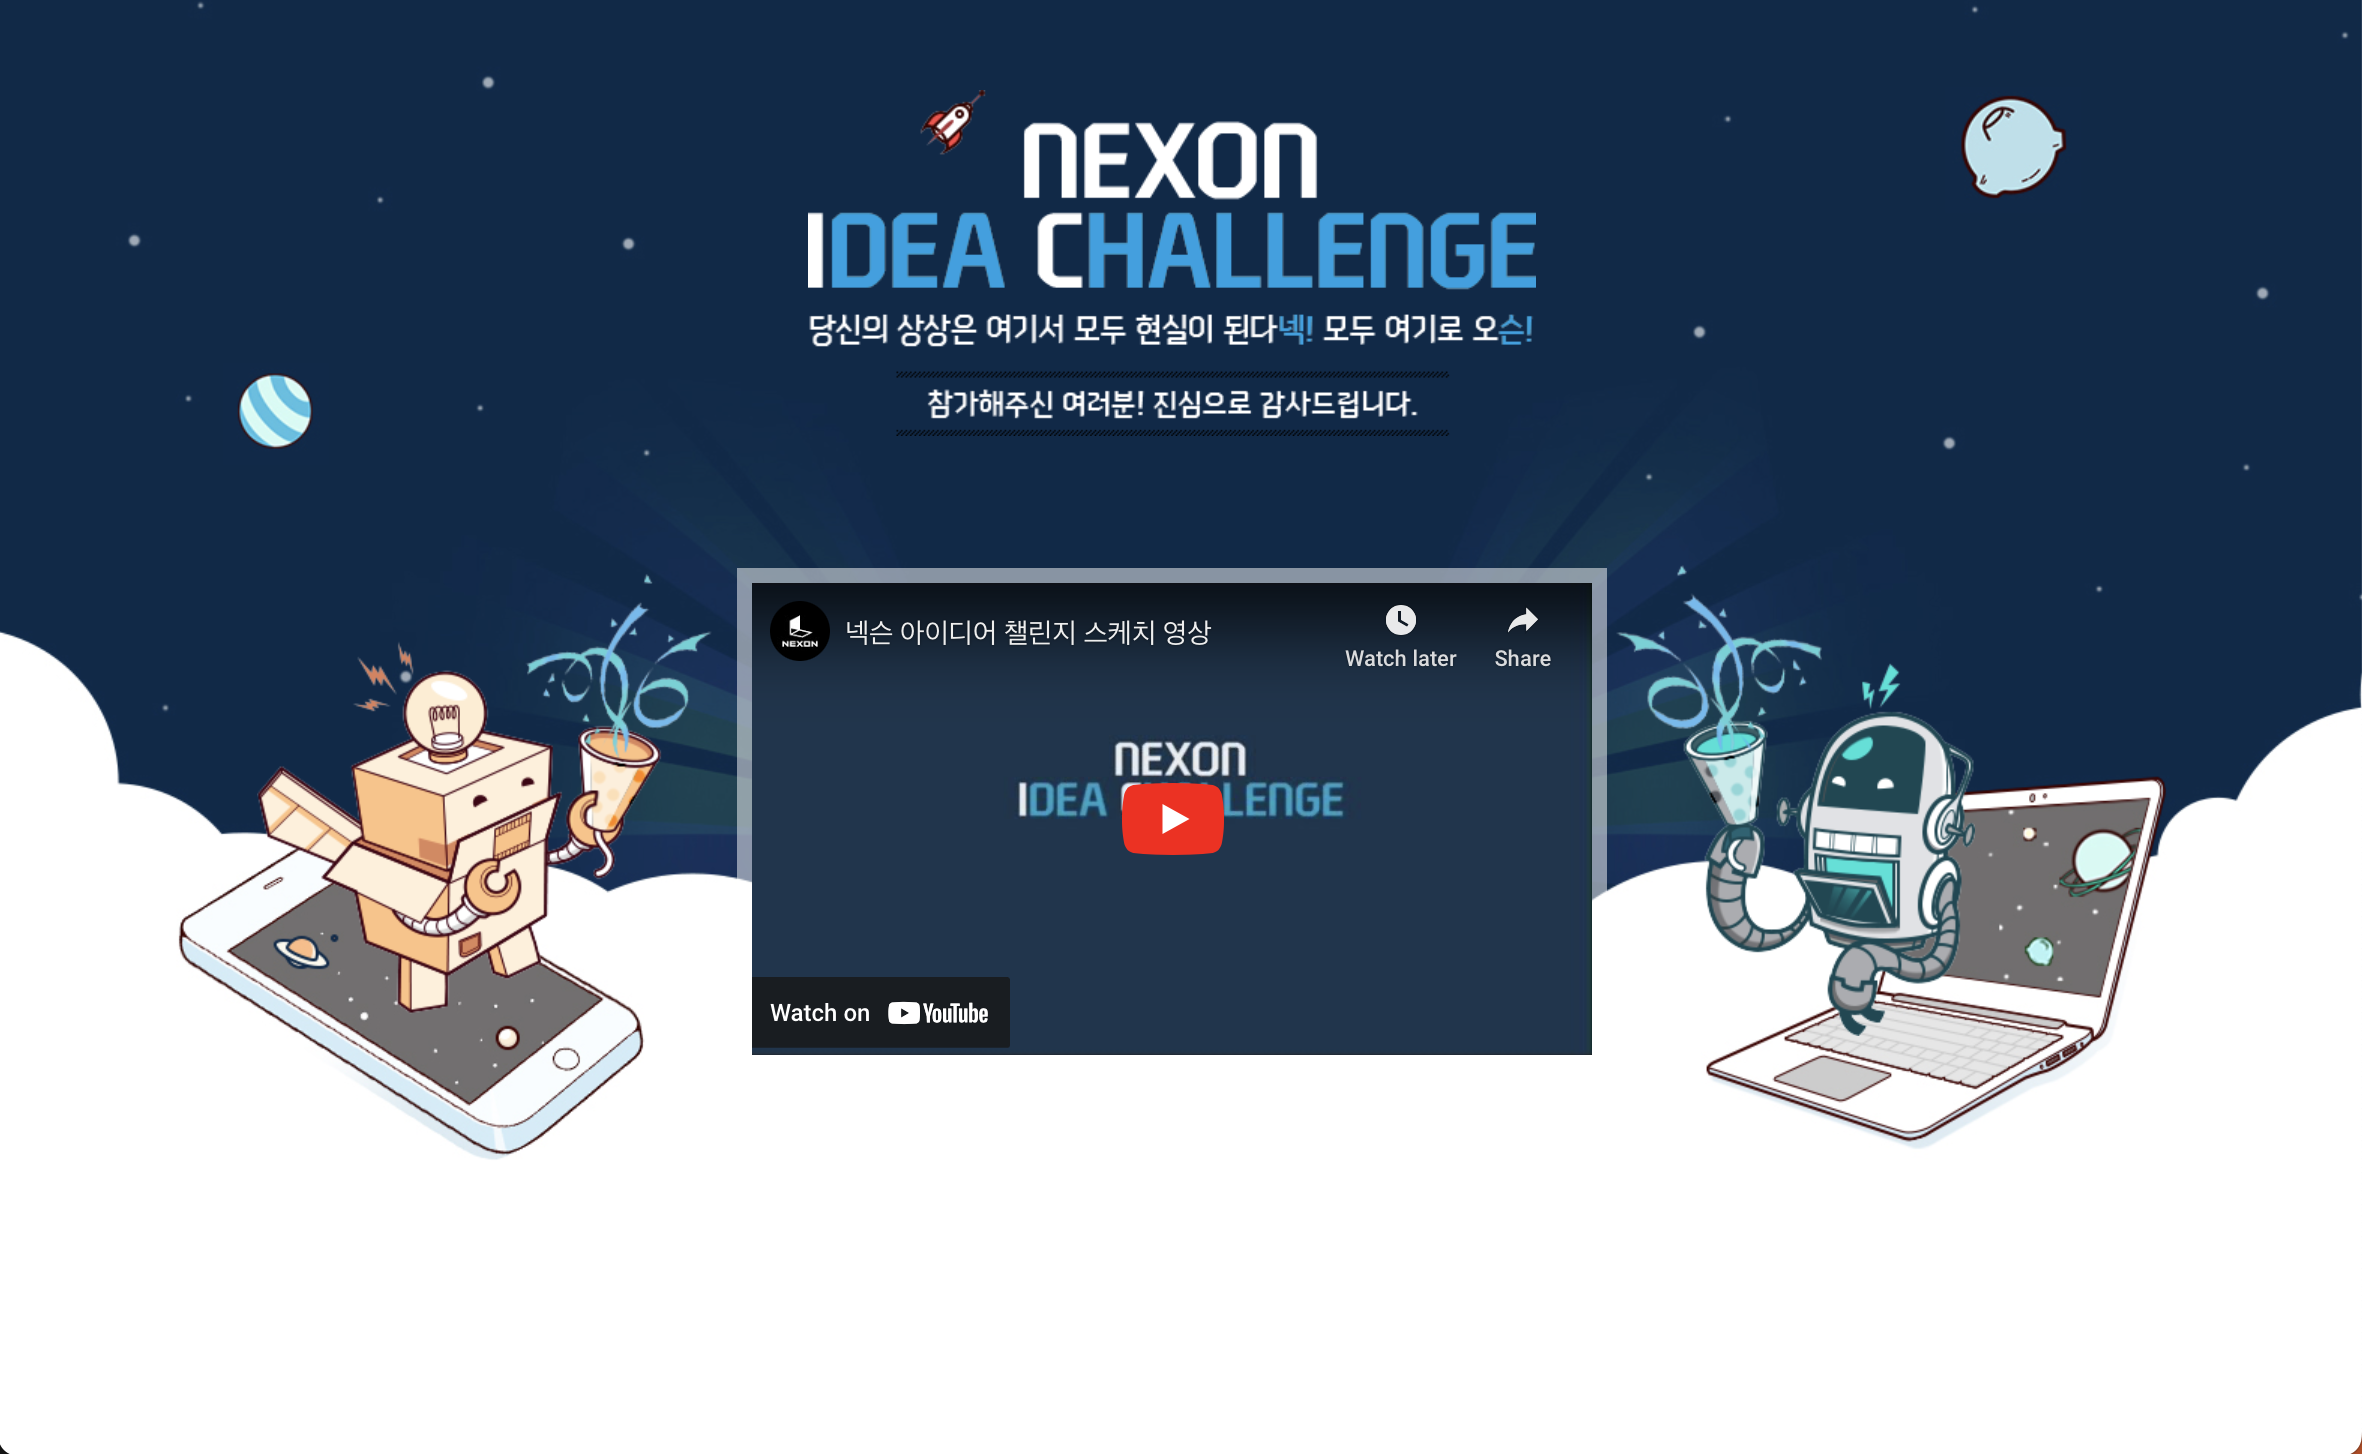 NEXON
IDEA CHALLENGE
당신의 상상은 여기서 모두 현실이 된다넥! 모두 여기로 오슨!
참가해주신 여러분! 진심으로 감사드립니다.
NEXON
넥슨 아이디어 챌린지 스케치 영상
Watch later
Share
NEXON
IDEA LENGE
Watch on YouTube